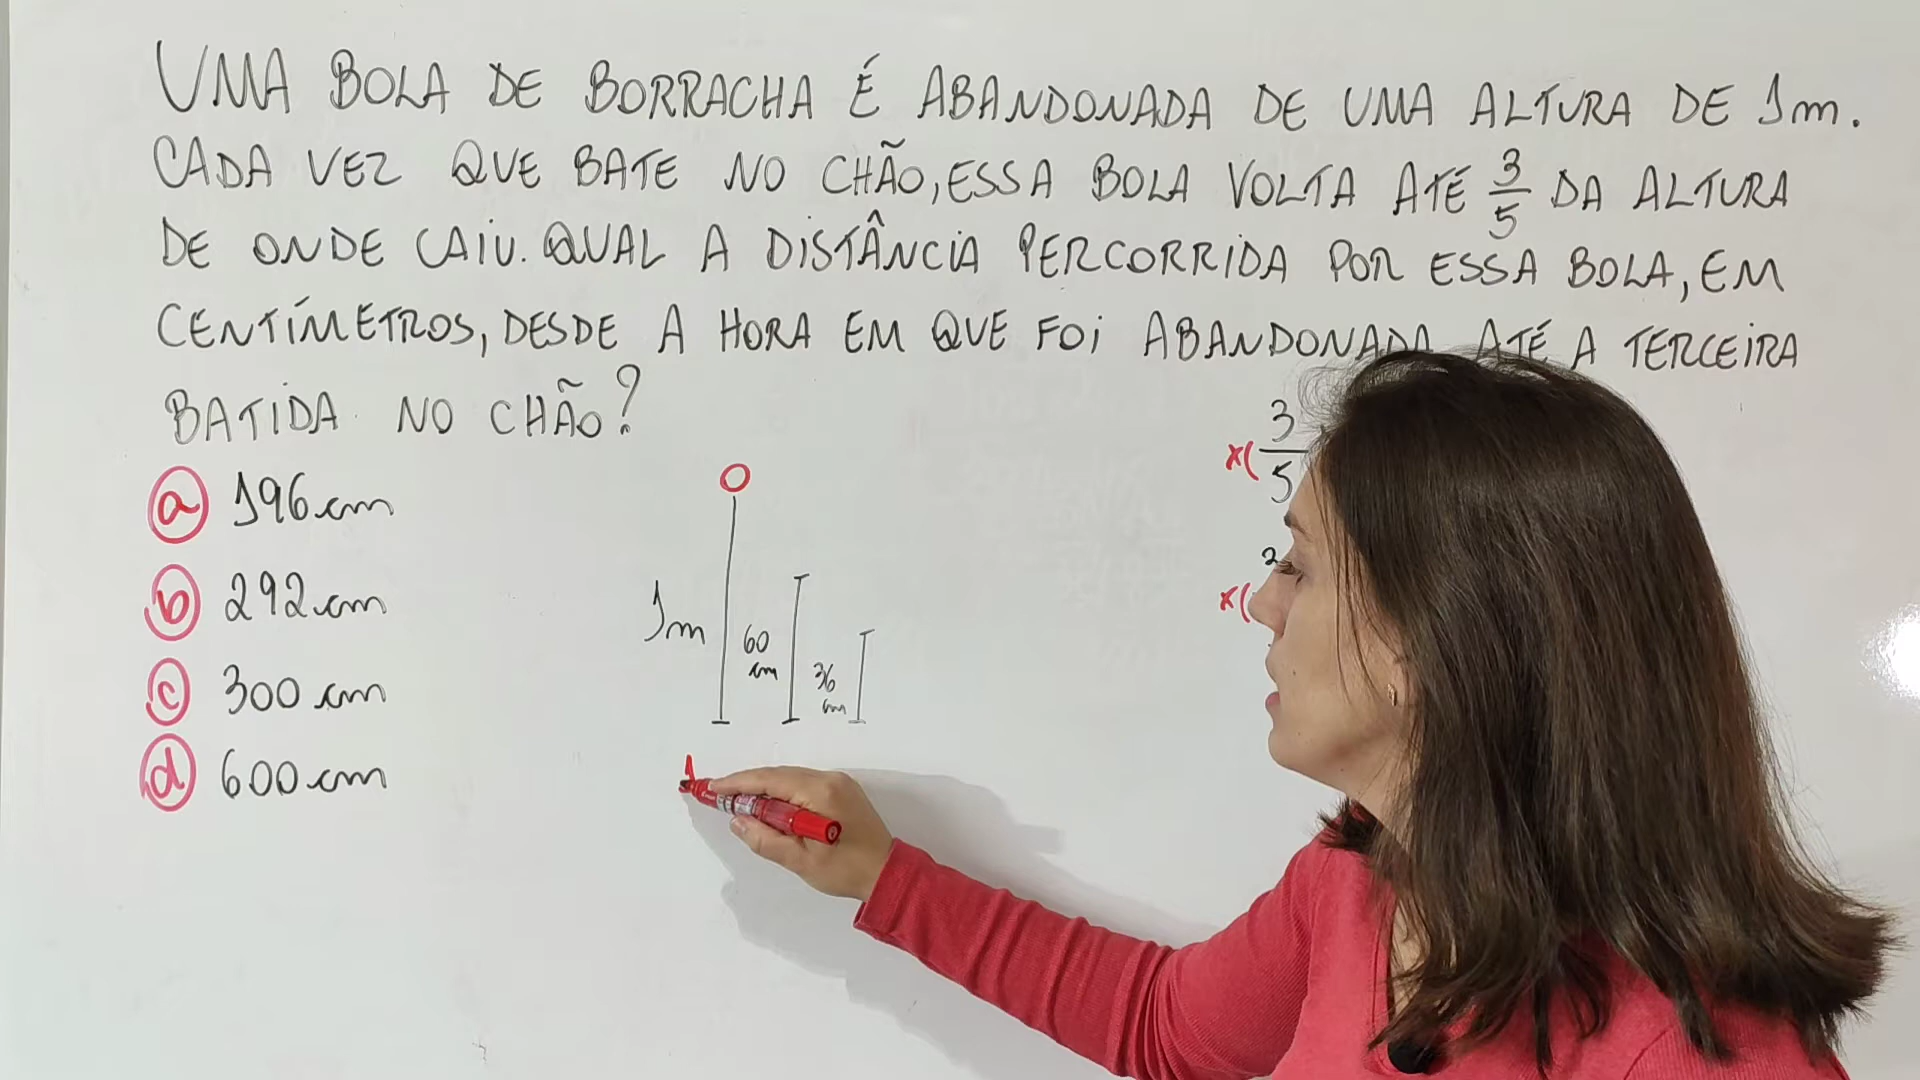 UMA BOLA DE BORRACHA É ABANDONADA DE UMA ALTURA DE 1m.
CADA VEZ QUE BATE NO CHÃO, ESSA BOLA VOLTA ATÉ 3/5 DA ALTURA
DE ONDE CAIU. QUAL A DISTÂNCIA PERCORRIDA POR ESSA BOLA, EM
CENTÍMETROS, DESDE A HORA EM QUE FOI ABANDONADA ATÉ A TERCEIRA
BATIDA NO CHÃO?
a 196 cm
b 292 cm
c 300 cm
d 600 cm
1m
60 cm
36 cm
1
x( 3/5
x(